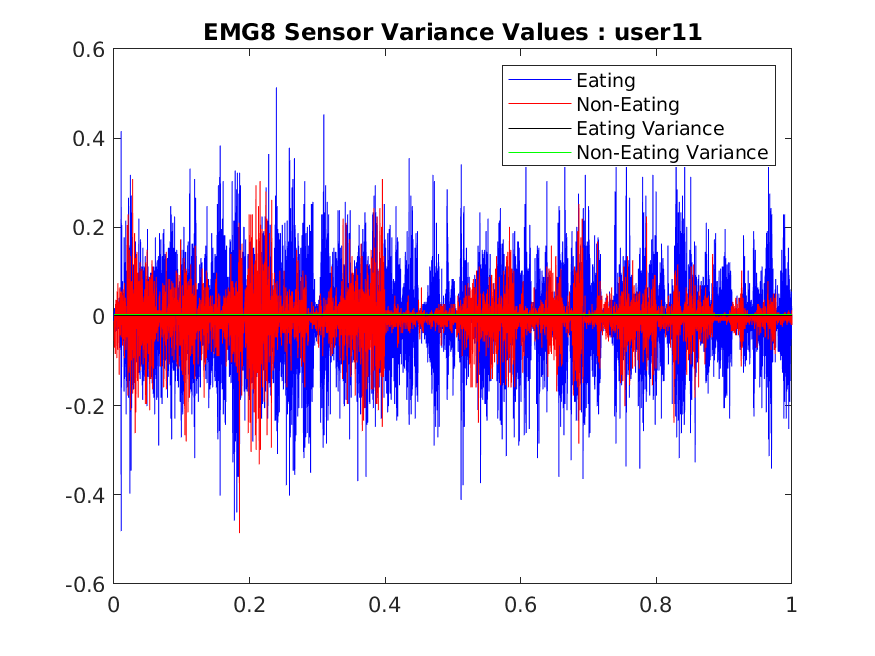 EMG8 Sensor Variance Values : user11
0.6
Eating
Non-Eating
Eating Variance
Non-Eating Variance
0.4
0.2
0
-0.2
-0.4
-0.6
0 0.2 0.4 0.6 0.8 1